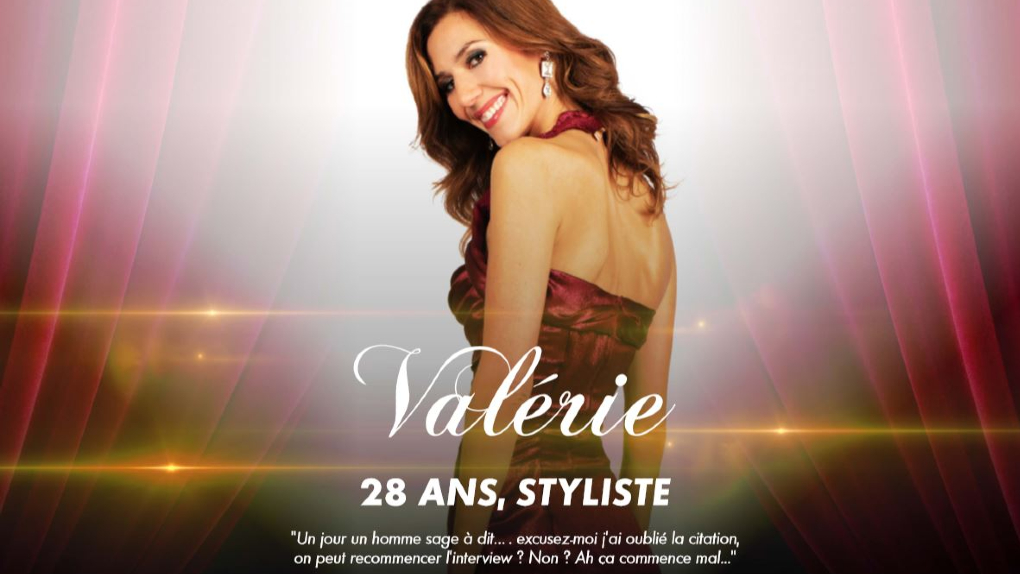 Valérie
28 ANS, STYLISTE
"Un jour un homme sage à dit... . excusez-moi j'ai oublié la citation,
on peut recommencer l'interview ? Non ? Ah ça commence mal..."